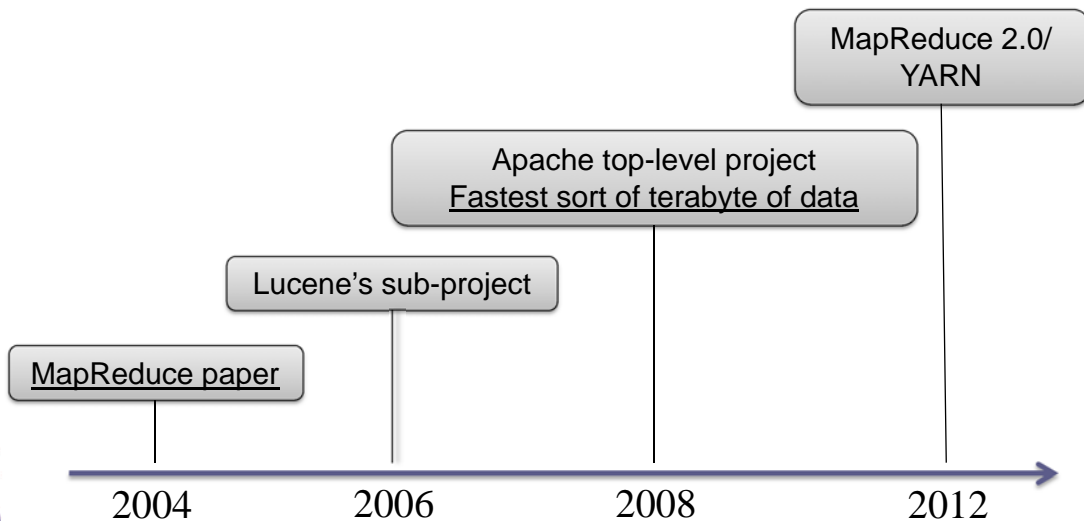 MapReduce 2.0/
YARN
Apache top-level project
Fastest sort of terabyte of data
Lucene’s sub-project
MapReduce paper
2004
2006
2008
2012